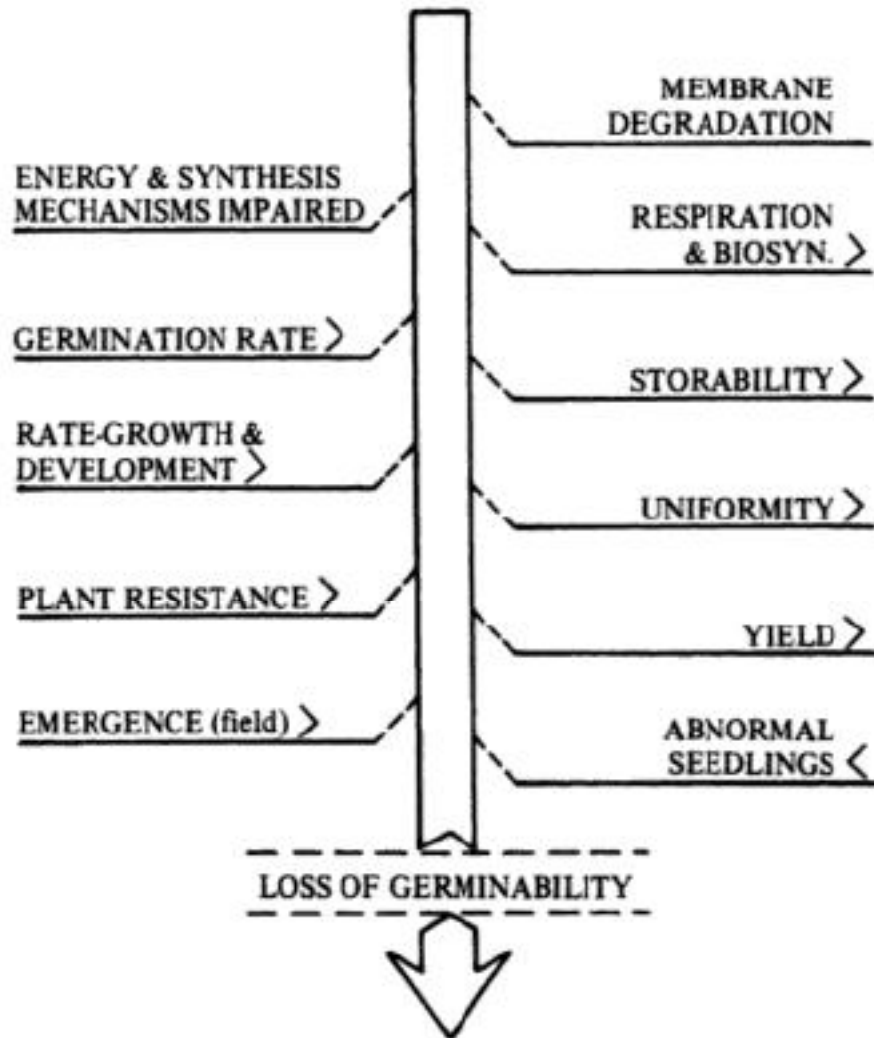 MEMBRANE
DEGRADATION
ENERGY & SYNTHESIS
MECHANISMS IMPAIRED
RESPIRATION
& BIOSYN. >
GERMINATION RATE >
STORABILITY >
RATE-GROWTH &
DEVELOPMENT >
UNIFORMITY >
PLANT RESISTANCE >
YIELD >
EMERGENCE (field) >
ABNORMAL
SEEDLINGS <
LOSS OF GERMINABILITY